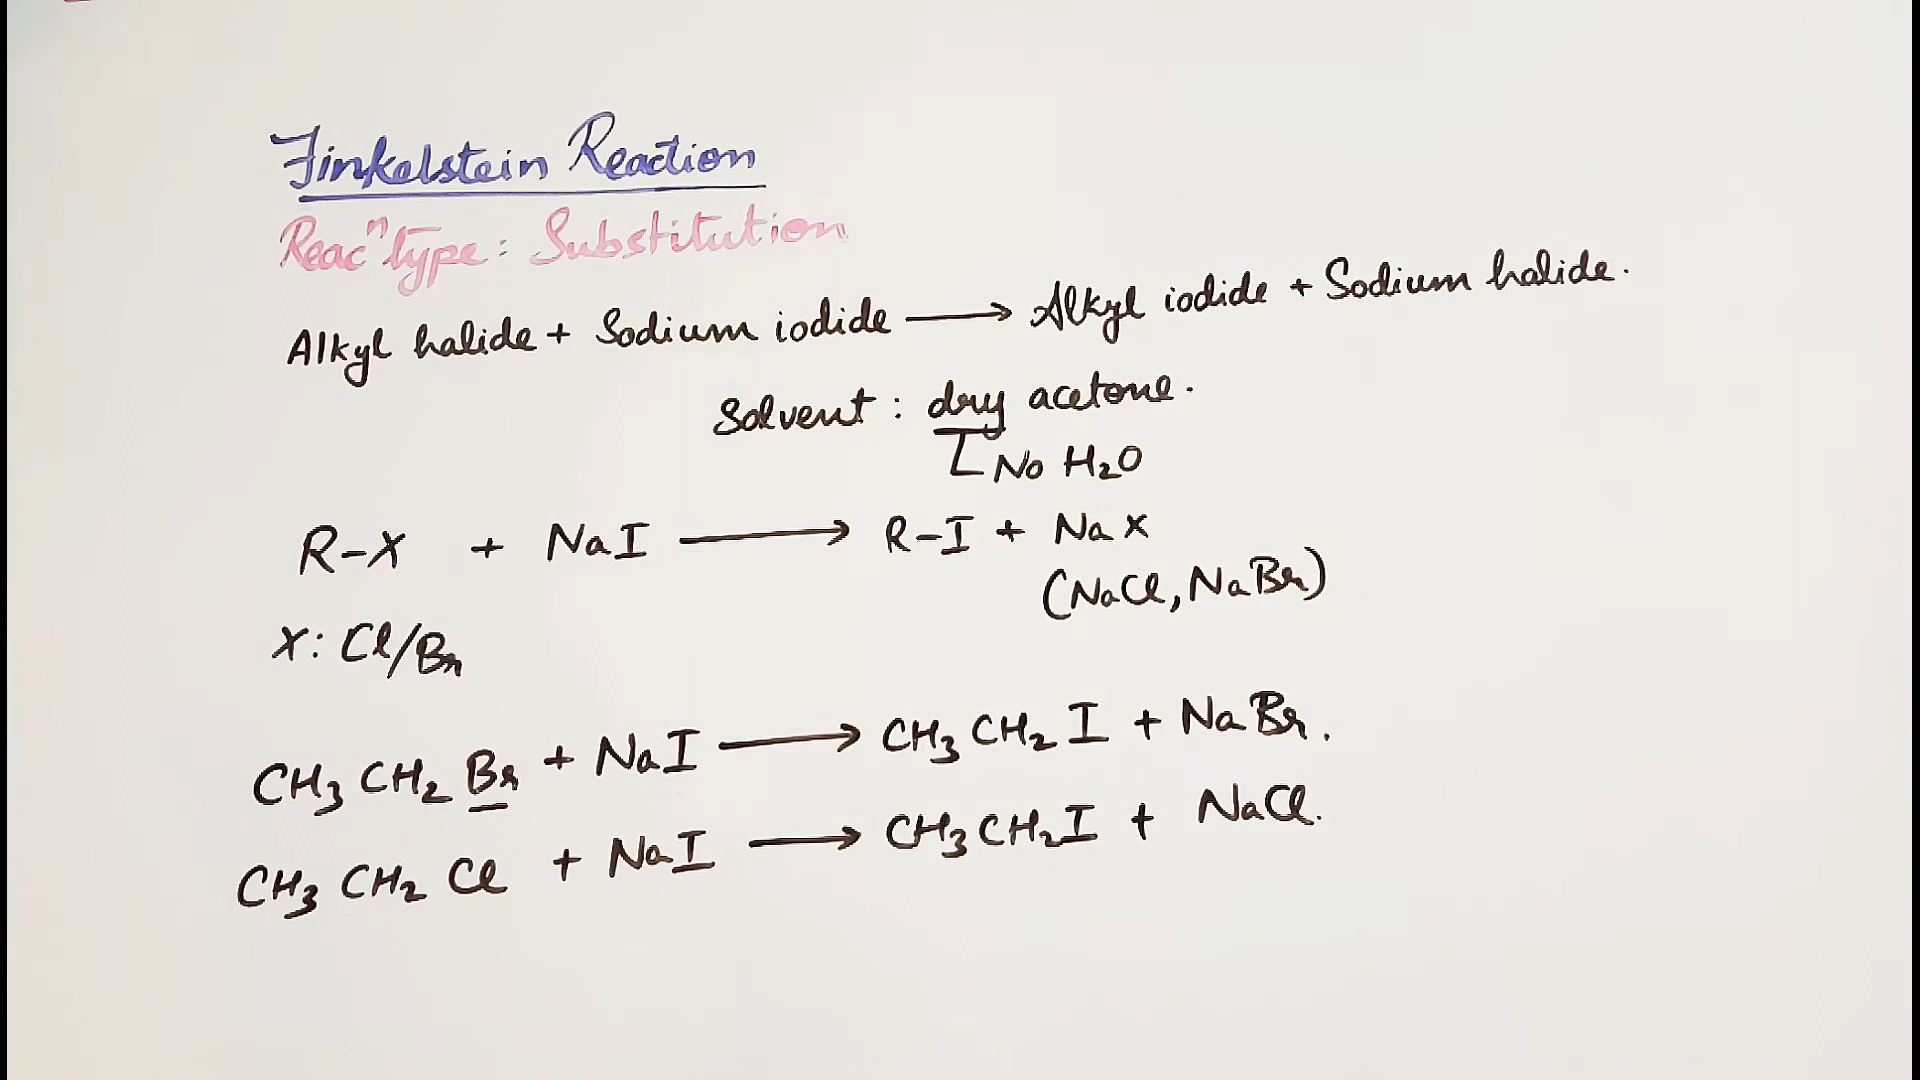 Finkelstein Reaction
Reacⁿ type: Substitution
Alkyl halide + Sodium iodide ⟶ Alkyl iodide + Sodium halide.
Solvent : dry acetone.
No H₂O
R-X + NaI ⟶ R-I + NaX
(NaCl, NaBr)
X: Cl/Br
CH₃CH₂Br + NaI ⟶ CH₃CH₂I + NaBr.
CH₃CH₂Cl + NaI ⟶ CH₃CH₂I + NaCl.